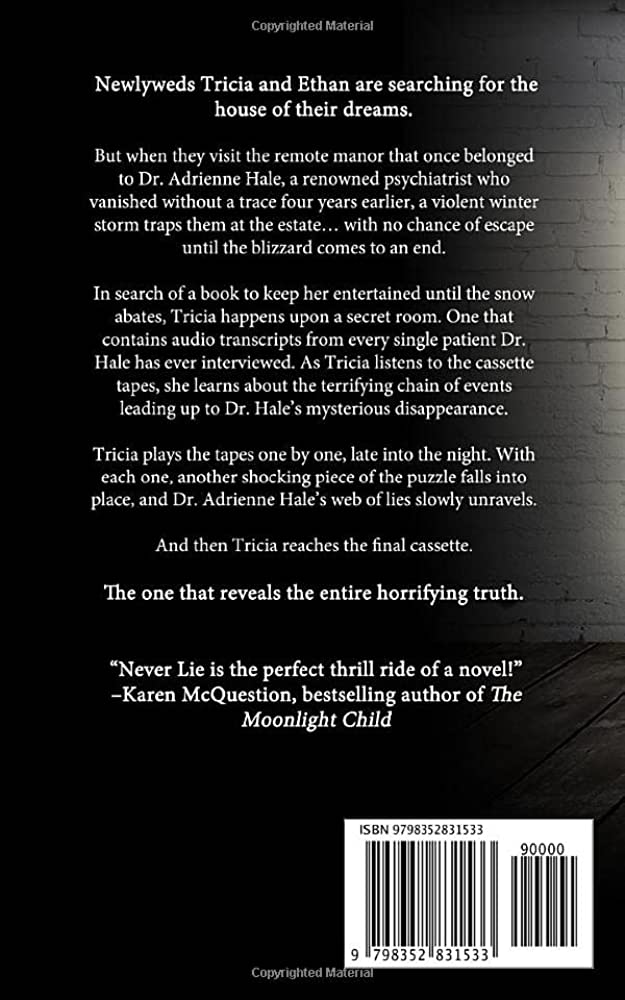 Copyrighted Material
Newlyweds Tricia and Ethan are searching for the
house of their dreams.
But when they visit the remote manor that once belonged
to Dr. Adrienne Hale, a renowned psychiatrist who
vanished without a trace four years earlier, a violent winter
storm traps them at the estate… with no chance of escape
until the blizzard comes to an end.
In search of a book to keep her entertained until the snow
abates, Tricia happens upon a secret room. One that
contains audio transcripts from every single patient Dr.
Hale has ever interviewed. As Tricia listens to the cassette
tapes, she learns about the terrifying chain of events
leading up to Dr. Hale’s mysterious disappearance.
Tricia plays the tapes one by one, late into the night. With
each one, another shocking piece of the puzzle falls into
place, and Dr. Adrienne Hale’s web of lies slowly unravels.
And then Tricia reaches the final cassette.
The one that reveals the entire horrifying truth.
“Never Lie is the perfect thrill ride of a novel!”
–Karen McQuestion, bestselling author of The
Moonlight Child
ISBN 9798352831533
90000
9 798352 831533
Copyrighted Material